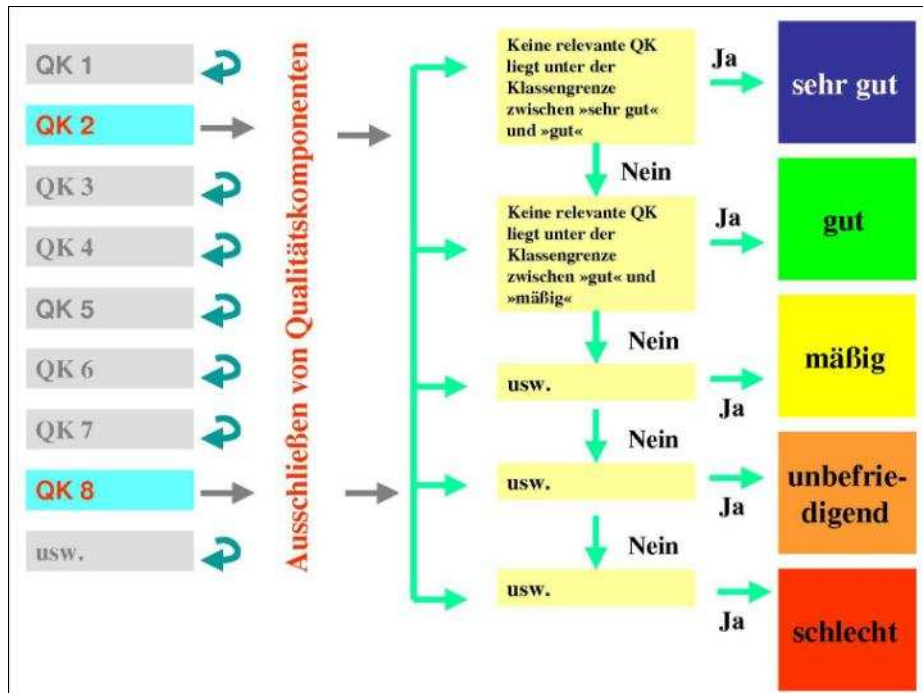 QK 1
QK 2
QK 3
QK 4
QK 5
QK 6
QK 7
QK 8
usw.
Ausschließen von Qualitätskomponenten
Keine relevante QK
liegt unter der
Klassengrenze
zwischen »sehr gut«
und »gut«
Ja
sehr gut
Nein
Keine relevante QK
liegt unter der
Klassengrenze
zwischen »gut« und
»mäßig«
Ja
gut
Nein
usw.
Ja
mäßig
Nein
usw.
Ja
unbefrie-
digend
Nein
usw.
Ja
schlecht